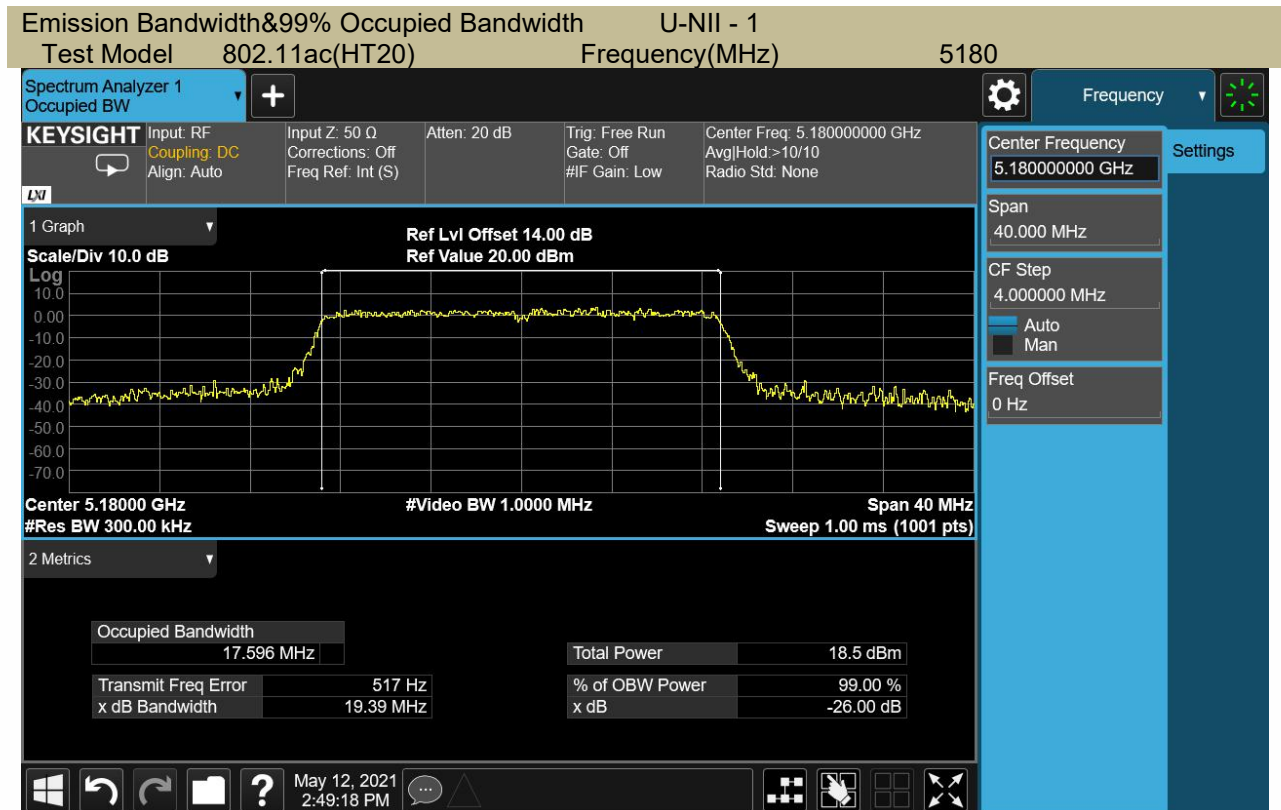 Emission Bandwidth&99% Occupied Bandwidth U-NII - 1
Test Model 802.11ac(HT20) Frequency(MHz) 5180
Spectrum Analyzer 1
Occupied BW
Frequency
KEYSIGHT Input: RF Input Z: 50 Ω Atten: 20 dB Trig: Free Run Center Freq: 5.180000000 GHz
Coupling: DC Corrections: Off Gate: Off Avg|Hold:>10/10
Align: Auto Freq Ref: Int (S) #IF Gain: Low Radio Std: None
LXI
Center Frequency
5.180000000 GHz
Settings
Span
40.000 MHz
CF Step
4.000000 MHz
Auto
Man
Freq Offset
0 Hz
1 Graph
Ref Lvl Offset 14.00 dB
Scale/Div 10.0 dB Ref Value 20.00 dBm
Log
10.0
0.00
-10.0
-20.0
-30.0
-40.0
-50.0
-60.0
-70.0
Center 5.18000 GHz #Video BW 1.0000 MHz Span 40 MHz
#Res BW 300.00 kHz Sweep 1.00 ms (1001 pts)
2 Metrics
Occupied Bandwidth
17.596 MHz Total Power 18.5 dBm
Transmit Freq Error 517 Hz % of OBW Power 99.00 %
x dB Bandwidth 19.39 MHz x dB -26.00 dB
? May 12, 2021
2:49:18 PM